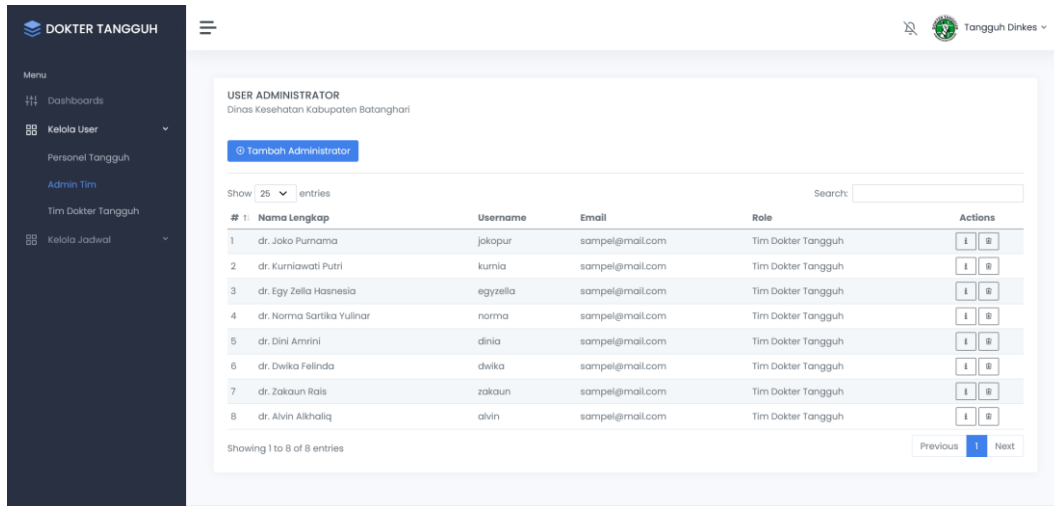 DOKTER TANGGUH
Tangguh Dinkes
Menu
Dashboards
Kelola User
Personel Tangguh
Admin Tim
Tim Dokter Tangguh
Kelola Jadwal
USER ADMINISTRATOR
Dinas Kesehatan Kabupaten Batanghari
Tambah Administrator
Show 25 entries Search:
# Nama Lengkap Username Email Role Actions
1 dr. Joko Purnama jokopur sampel@mail.com Tim Dokter Tangguh
2 dr. Kurniawati Putri kurnia sampel@mail.com Tim Dokter Tangguh
3 dr. Egy Zella Hasnesia egyzella sampel@mail.com Tim Dokter Tangguh
4 dr. Norma Sartika Yulinar norma sampel@mail.com Tim Dokter Tangguh
5 dr. Dini Amrini dinia sampel@mail.com Tim Dokter Tangguh
6 dr. Dwika Felinda dwika sampel@mail.com Tim Dokter Tangguh
7 dr. Zakaun Rais zakaun sampel@mail.com Tim Dokter Tangguh
8 dr. Alvin Alkhaliq alvin sampel@mail.com Tim Dokter Tangguh
Showing 1 to 8 of 8 entries
Previous 1 Next